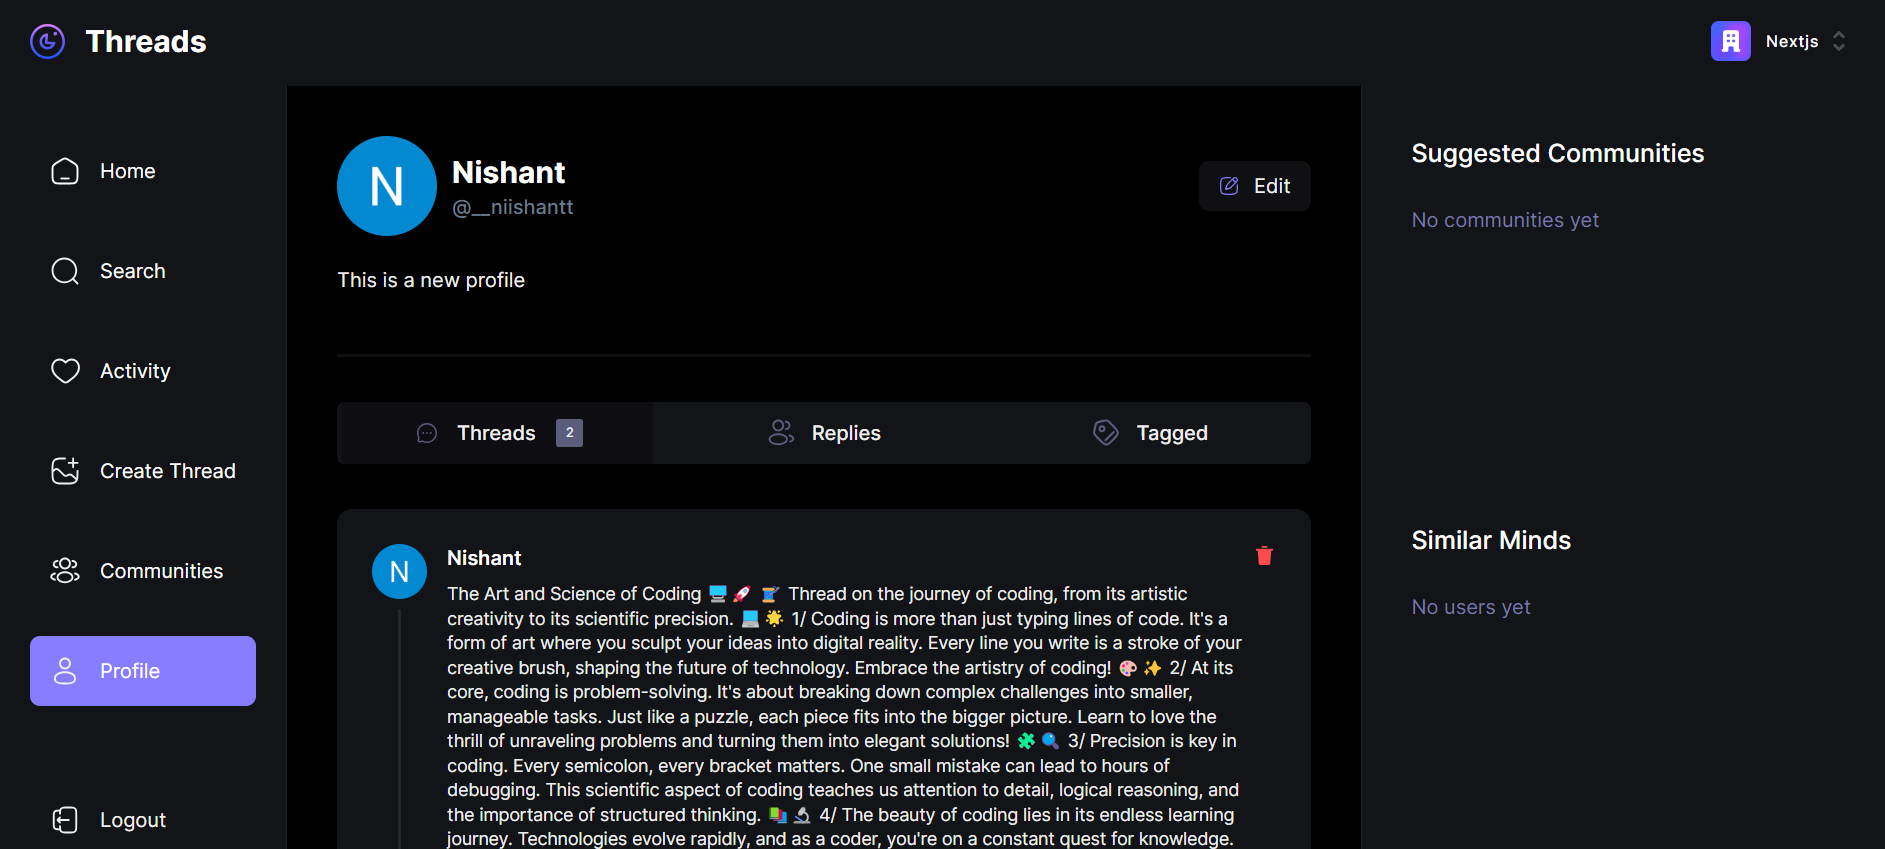 Threads
Nextjs
Home
Search
Activity
Create Thread
Communities
Profile
Logout
N
Nishant
@__niishantt
Edit
This is a new profile
Threads 2
Replies
Tagged
N
Nishant
The Art and Science of Coding 🖥️ 🚀 🧵 Thread on the journey of coding, from its artistic
creativity to its scientific precision. 💻 🌟 1/ Coding is more than just typing lines of code. It's a
form of art where you sculpt your ideas into digital reality. Every line you write is a stroke of your
creative brush, shaping the future of technology. Embrace the artistry of coding! 🎨 ✨ 2/ At its
core, coding is problem-solving. It's about breaking down complex challenges into smaller,
manageable tasks. Just like a puzzle, each piece fits into the bigger picture. Learn to love the
thrill of unraveling problems and turning them into elegant solutions! 🧩 🔍 3/ Precision is key in
coding. Every semicolon, every bracket matters. One small mistake can lead to hours of
debugging. This scientific aspect of coding teaches us attention to detail, logical reasoning, and
the importance of structured thinking. 📚 🔬 4/ The beauty of coding lies in its endless learning
journey. Technologies evolve rapidly, and as a coder, you're on a constant quest for knowledge.
Suggested Communities
No communities yet
Similar Minds
No users yet